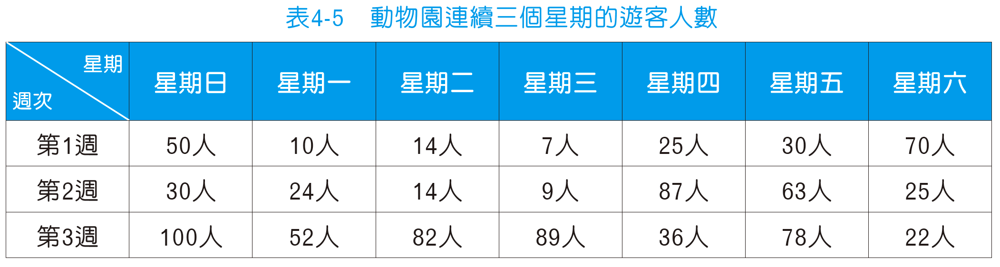 表4-5 動物園連續三個星期的遊客人數
星期
週次
星期日 星期一 星期二 星期三 星期四 星期五 星期六
第1週 50人 10人 14人 7人 25人 30人 70人
第2週 30人 24人 14人 9人 87人 63人 25人
第3週 100人 52人 82人 89人 36人 78人 22人